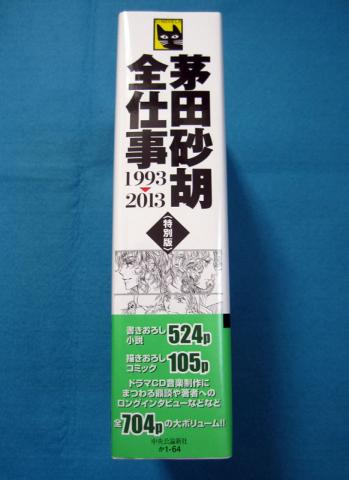 茅田砂胡
全仕事
1993
2013
(特別版)
書きおろし
小説 524p
描きおろし
コミック 105p
ドラマCD音楽制作に
まつわる鼎談や著者への
ロングインタビューなどなど
全704pの大ボリューム!!
中央公論新社
か1-64